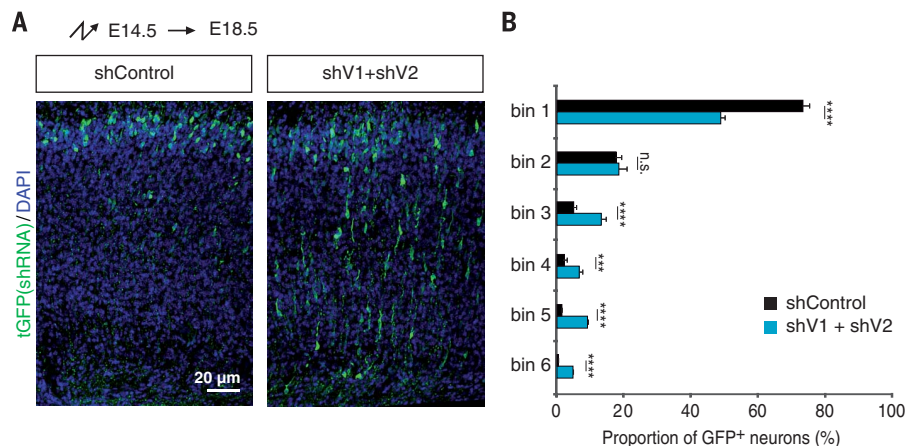 A
E14.5 → E18.5
shControl
shV1+shV2
tGFP(shRNA)/DAPI
20 μm
B
bin 1
****
bin 2
n.s.
bin 3
****
bin 4
***
bin 5
****
bin 6
****
shControl
shV1 + shV2
0 20 40 60 80 100
Proportion of GFP⁺ neurons (%)